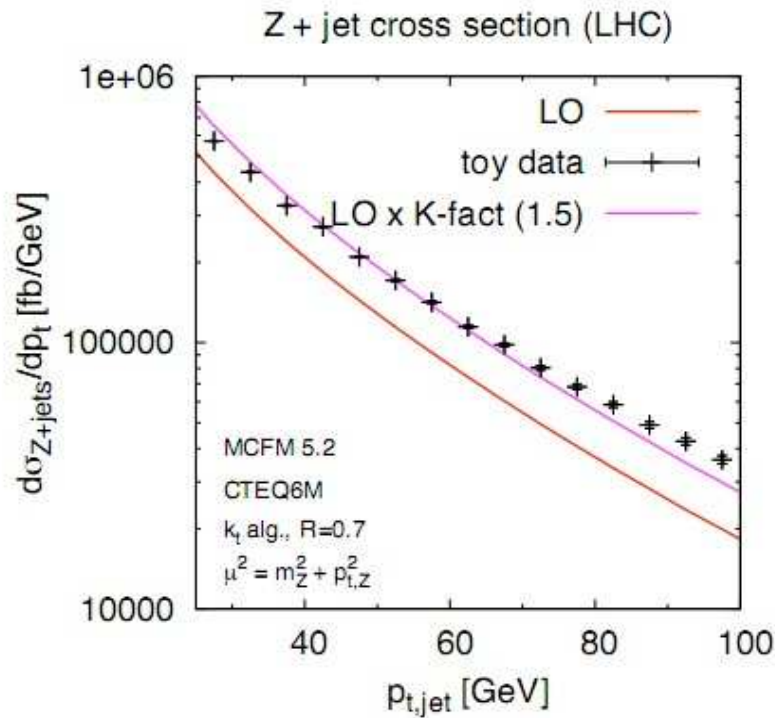 Z + jet cross section (LHC)
1e+06
100000
10000
dσZ+jets/dpt [fb/GeV]
LO
toy data
LO x K-fact (1.5)
MCFM 5.2
CTEQ6M
kt alg., R=0.7
μ² = m²Z + p²t,Z
40 60 80 100
pt,jet [GeV]